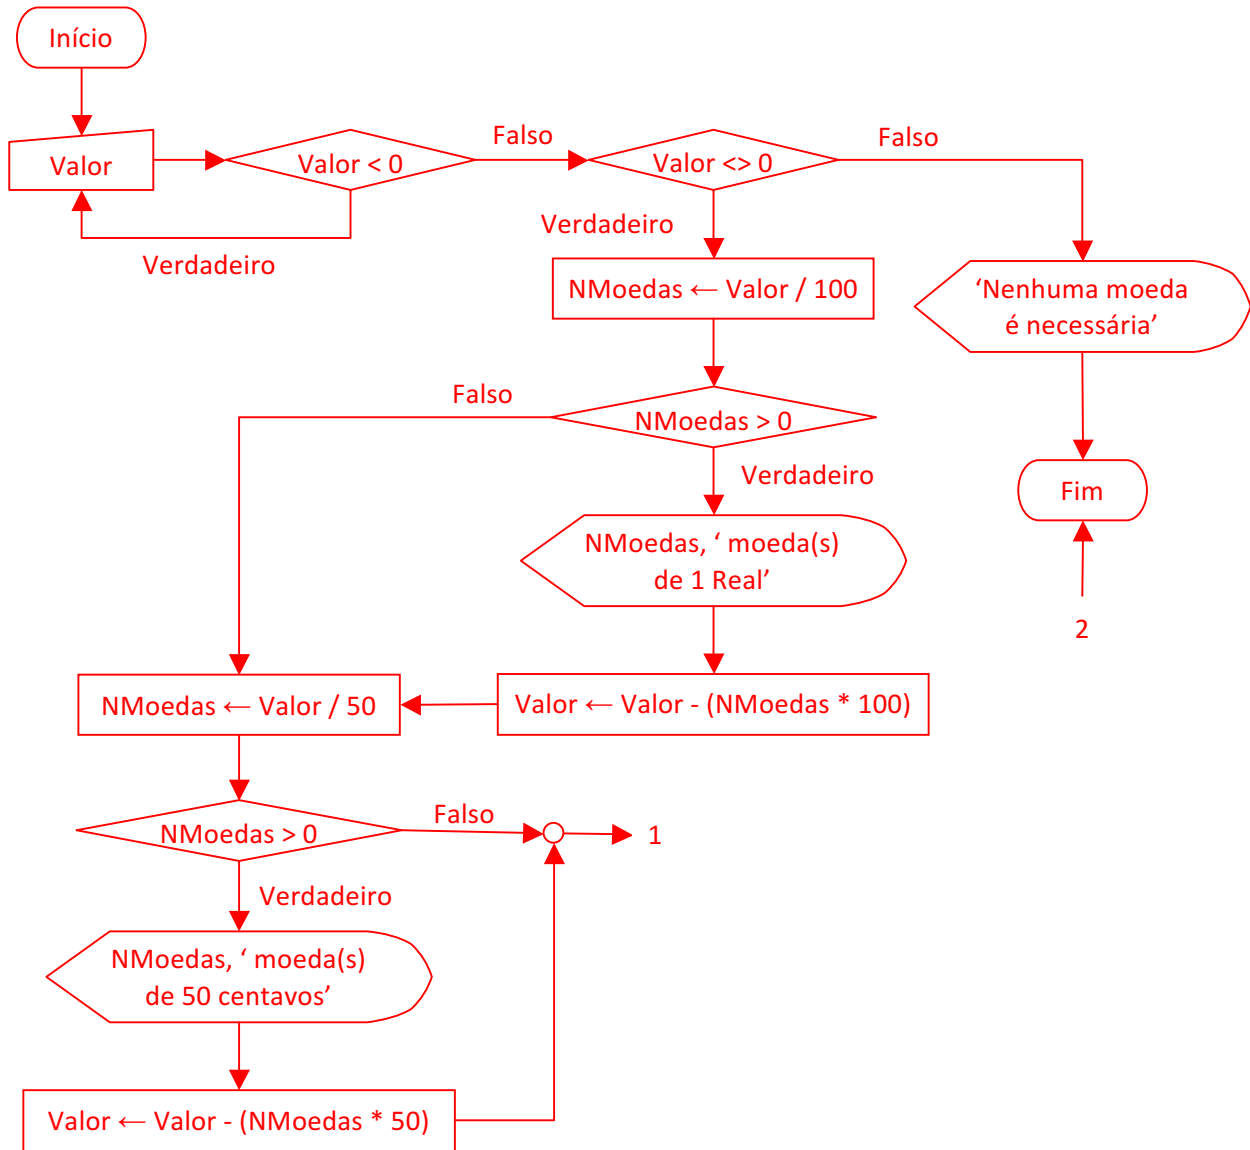 Início
Valor
Valor < 0
Falso
Valor <> 0
Falso
Verdadeiro
Verdadeiro
NMoedas ← Valor / 100
‘Nenhuma moeda
é necessária’
Falso
NMoedas > 0
Verdadeiro
Fim
NMoedas, ‘ moeda(s)
de 1 Real’
2
NMoedas ← Valor / 50
Valor ← Valor - (NMoedas * 100)
NMoedas > 0
Falso
1
Verdadeiro
NMoedas, ‘ moeda(s)
de 50 centavos’
Valor ← Valor - (NMoedas * 50)